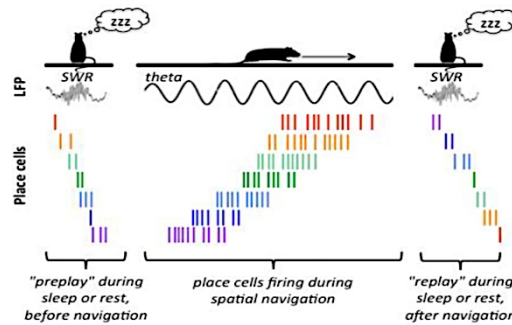 zzz
zzz
SWR
theta
SWR
LFP
Place cells
"preplay" during
sleep or rest,
before navigation
place cells firing during
spatial navigation
"replay" during
sleep or rest,
after navigation